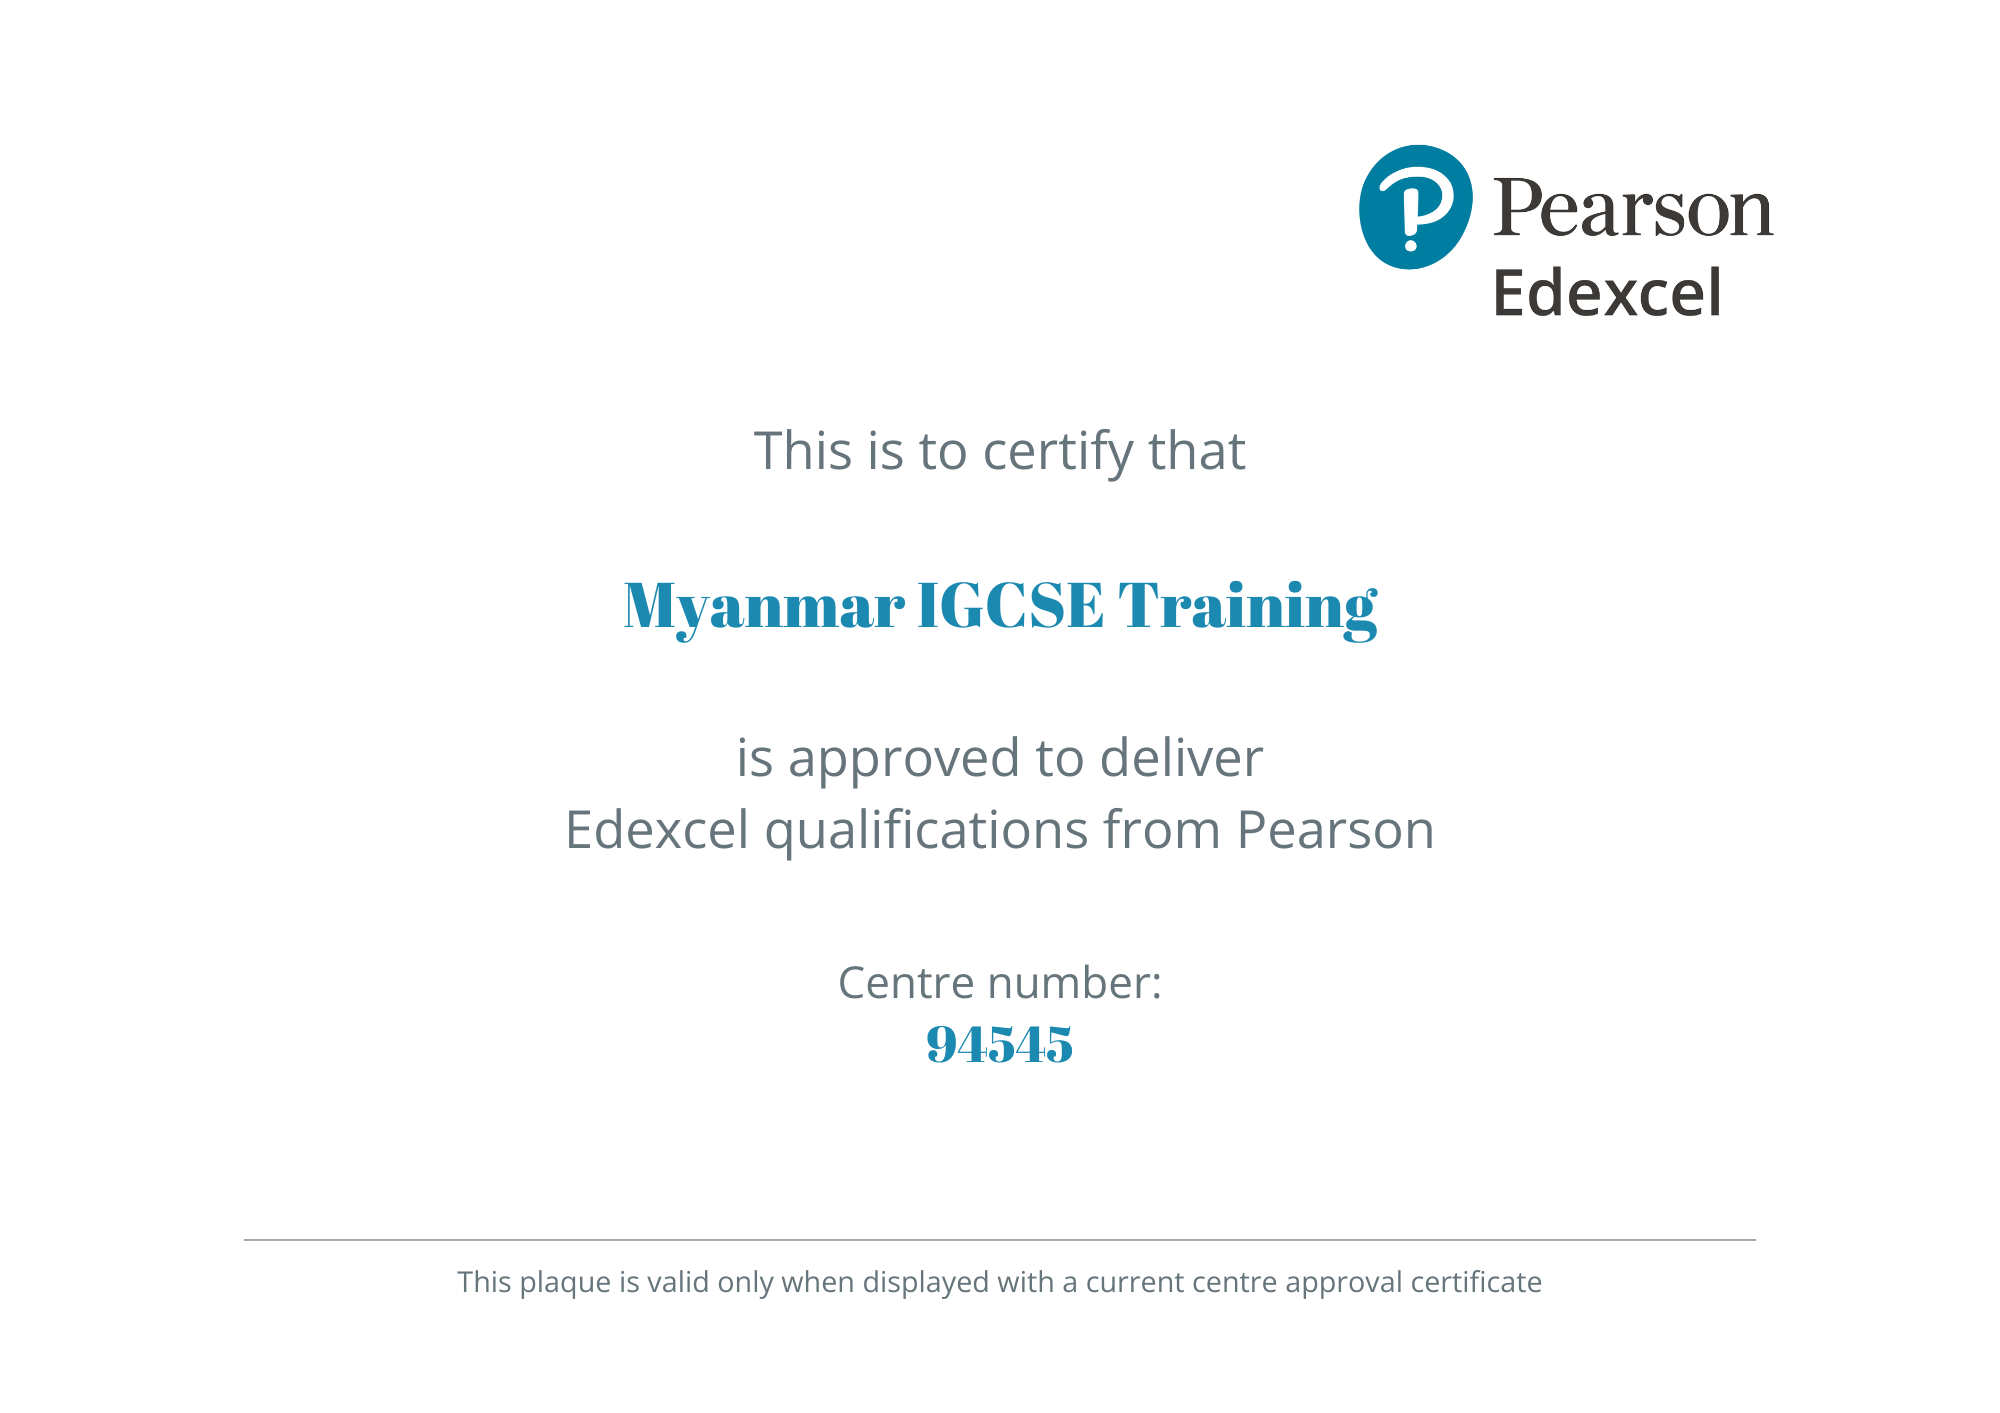 Pearson
Edexcel
This is to certify that
Myanmar IGCSE Training
is approved to deliver
Edexcel qualifications from Pearson
Centre number:
94545
This plaque is valid only when displayed with a current centre approval certificate